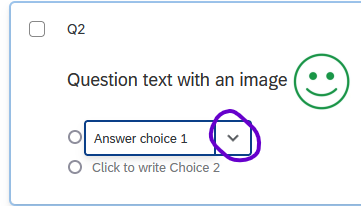 Q2
Question text with an image
Answer choice 1
Click to write Choice 2